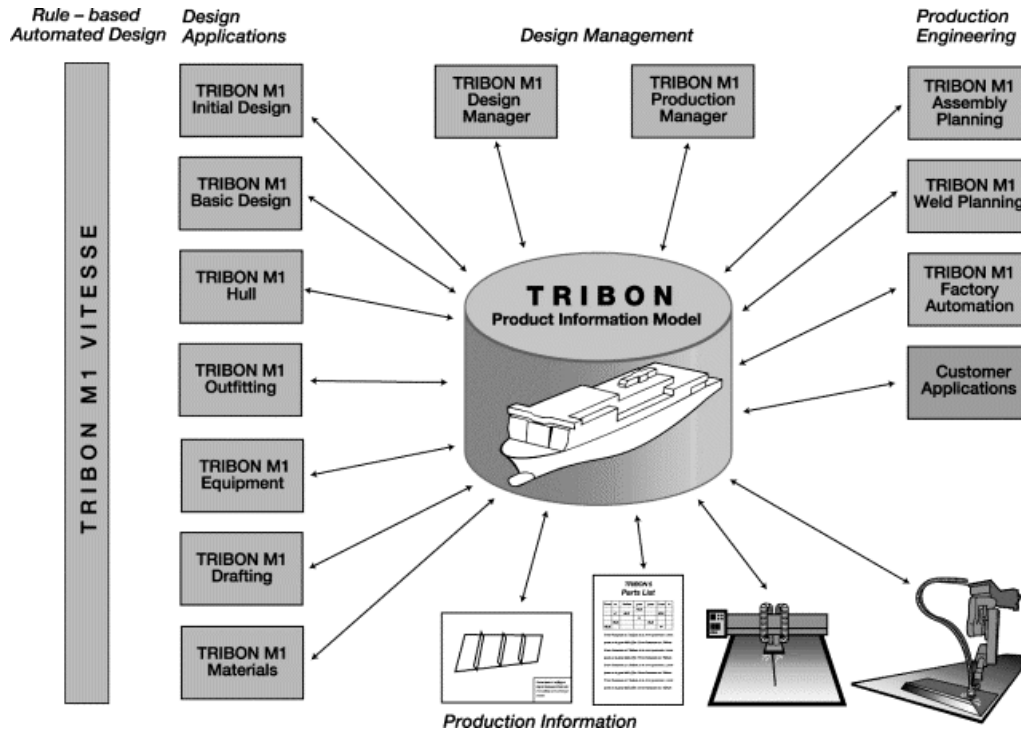 Rule – based
Automated Design
Design
Applications
Design Management
Production
Engineering
TRIBON M1 VITESSE
TRIBON M1
Initial Design
TRIBON M1
Basic Design
TRIBON M1
Hull
TRIBON M1
Outfitting
TRIBON M1
Equipment
TRIBON M1
Drafting
TRIBON M1
Materials
TRIBON M1
Design
Manager
TRIBON M1
Production
Manager
TRIBON
Product Information Model
TRIBON M1
Assembly
Planning
TRIBON M1
Weld Planning
TRIBON M1
Factory
Automation
Customer
Applications
Parts List
Production Information